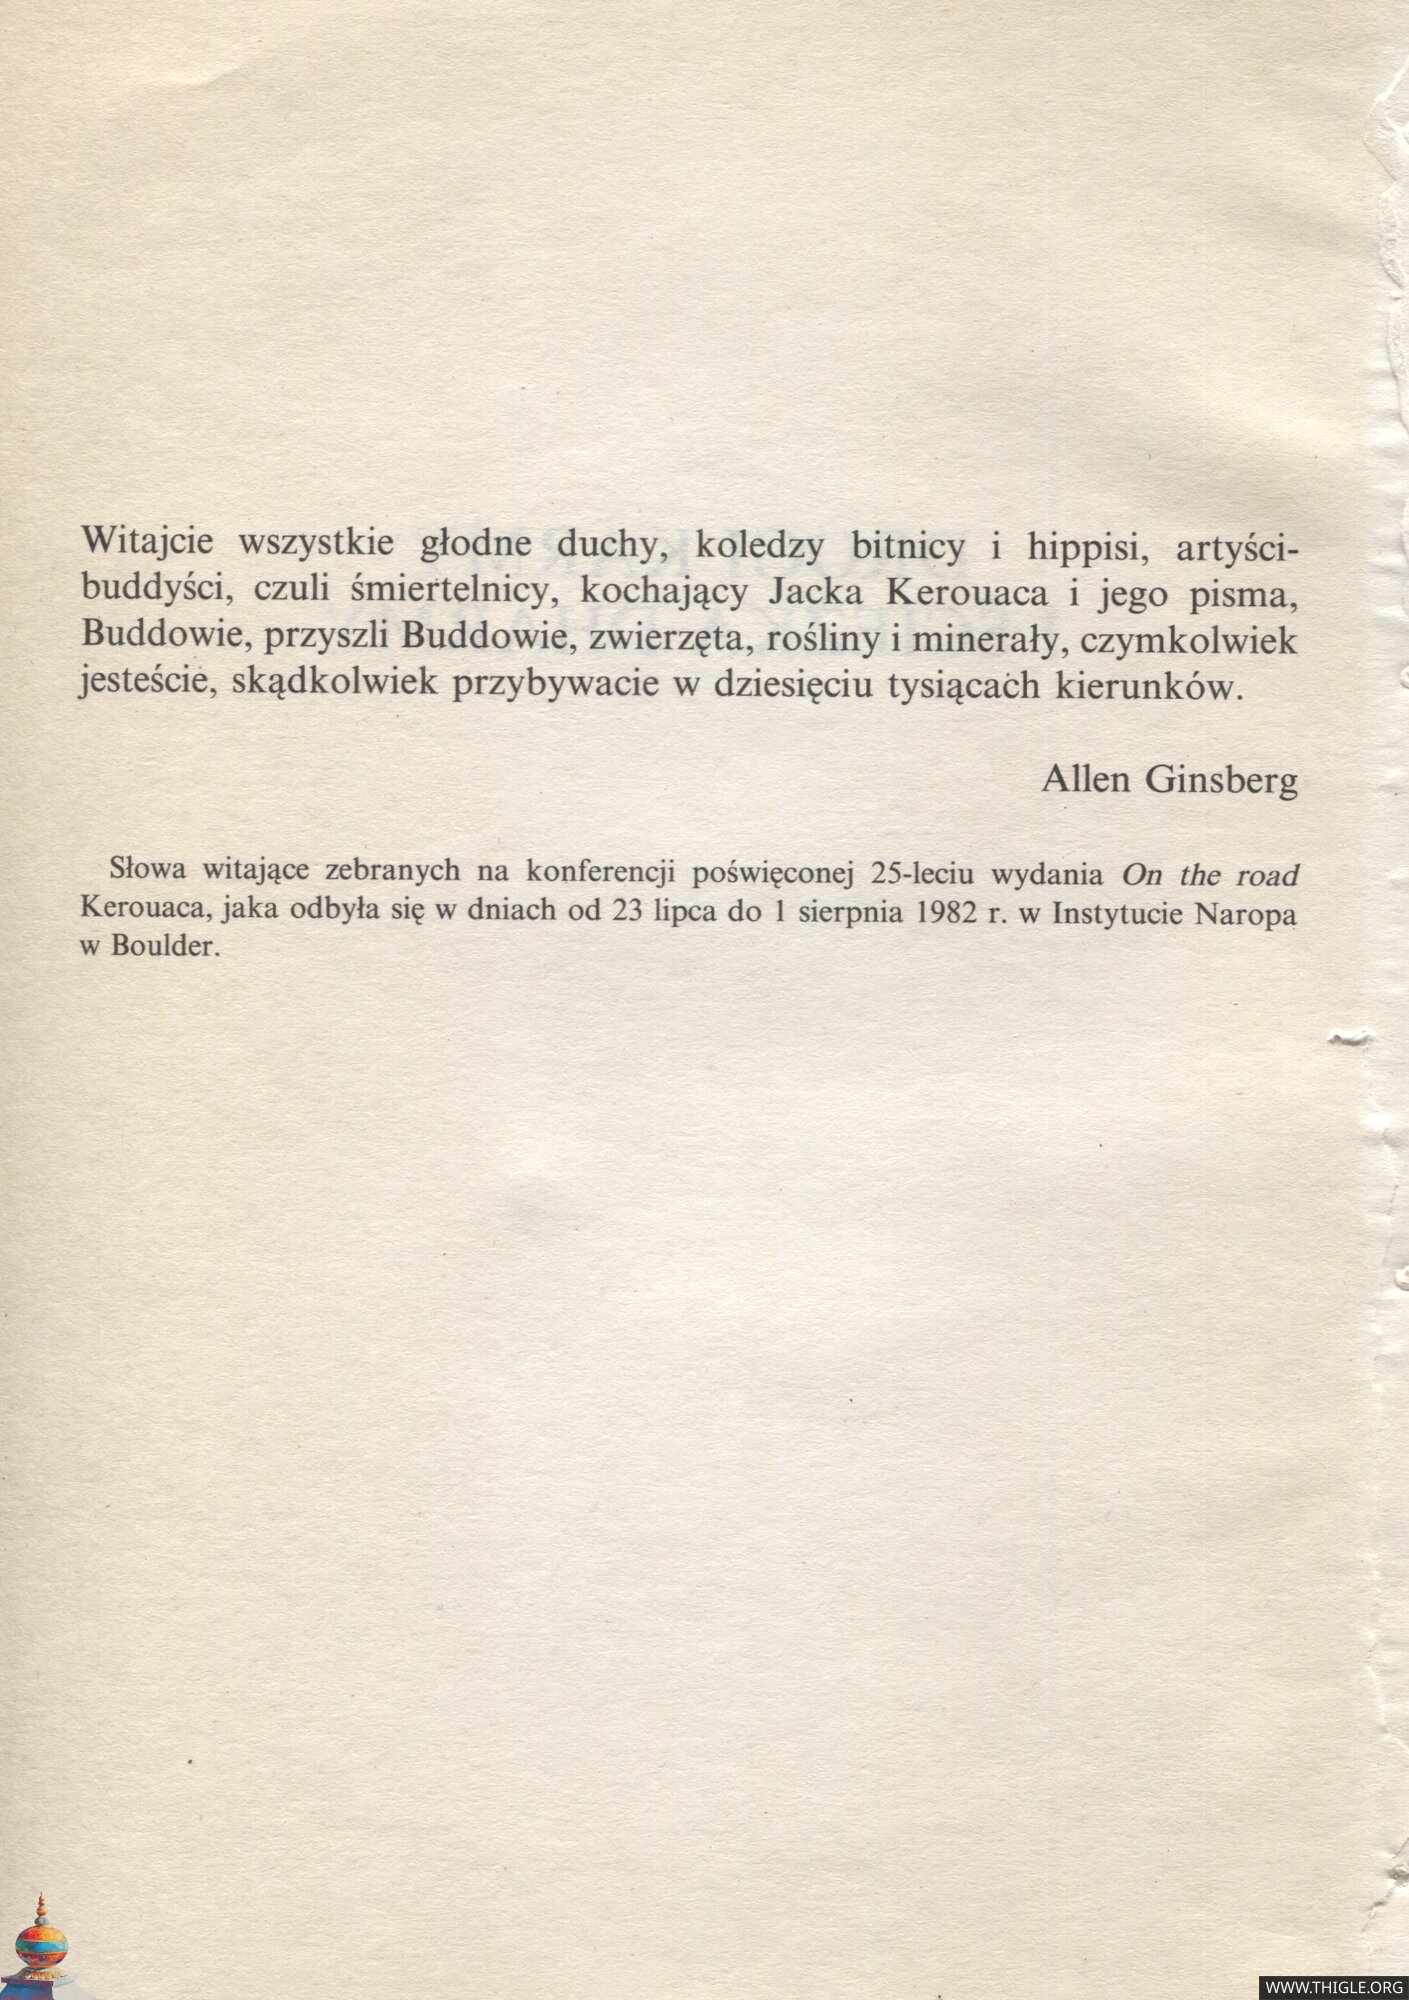 Witajcie wszystkie głodne duchy, koledzy bitnicy i hippisi, artyści-
buddyści, czuli śmiertelnicy, kochający Jacka Kerouaca i jego pisma,
Buddowie, przyszli Buddowie, zwierzęta, rośliny i minerały, czymkolwiek
jesteście, skądkolwiek przybywacie w dziesięciu tysiącach kierunków.
Allen Ginsberg
Słowa witające zebranych na konferencji poświęconej 25-leciu wydania On the road
Kerouaca, jaka odbyła się w dniach od 23 lipca do 1 sierpnia 1982 r. w Instytucie Naropa
w Boulder.
WWW.THIGLE.ORG